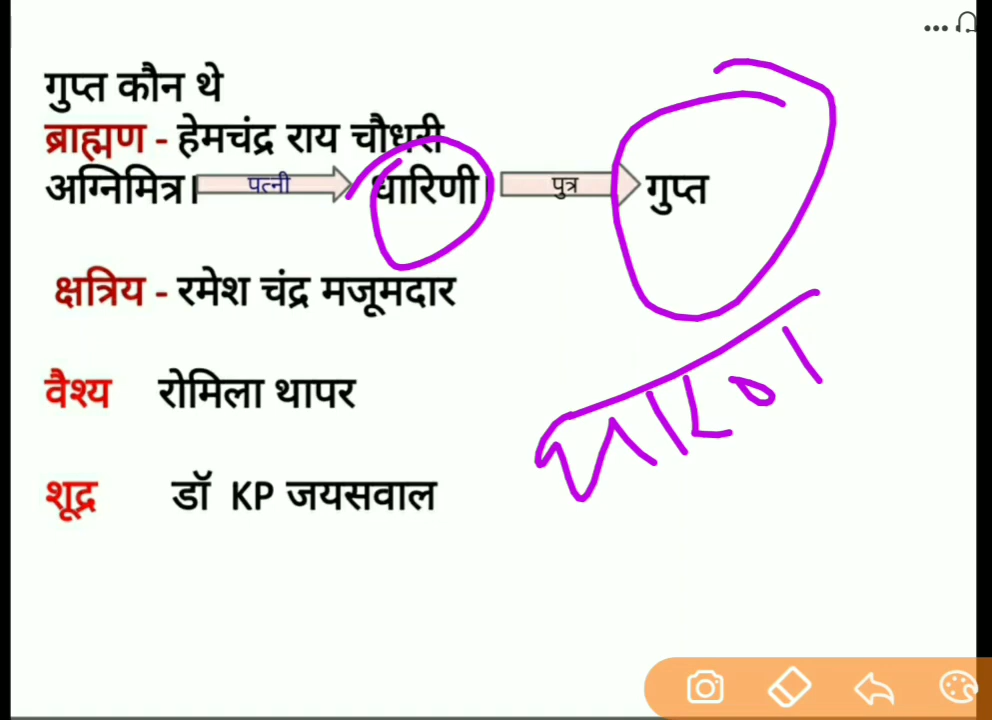 गुप्त कौन थे
ब्राह्मण - हेमचंद्र राय चौधरी
अग्निमित्र। पत्नी धारिणी। पुत्र गुप्त
क्षत्रिय - रमेश चंद्र मजूमदार
वैश्य रोमिला थापर
शूद्र डॉ KP जयसवाल